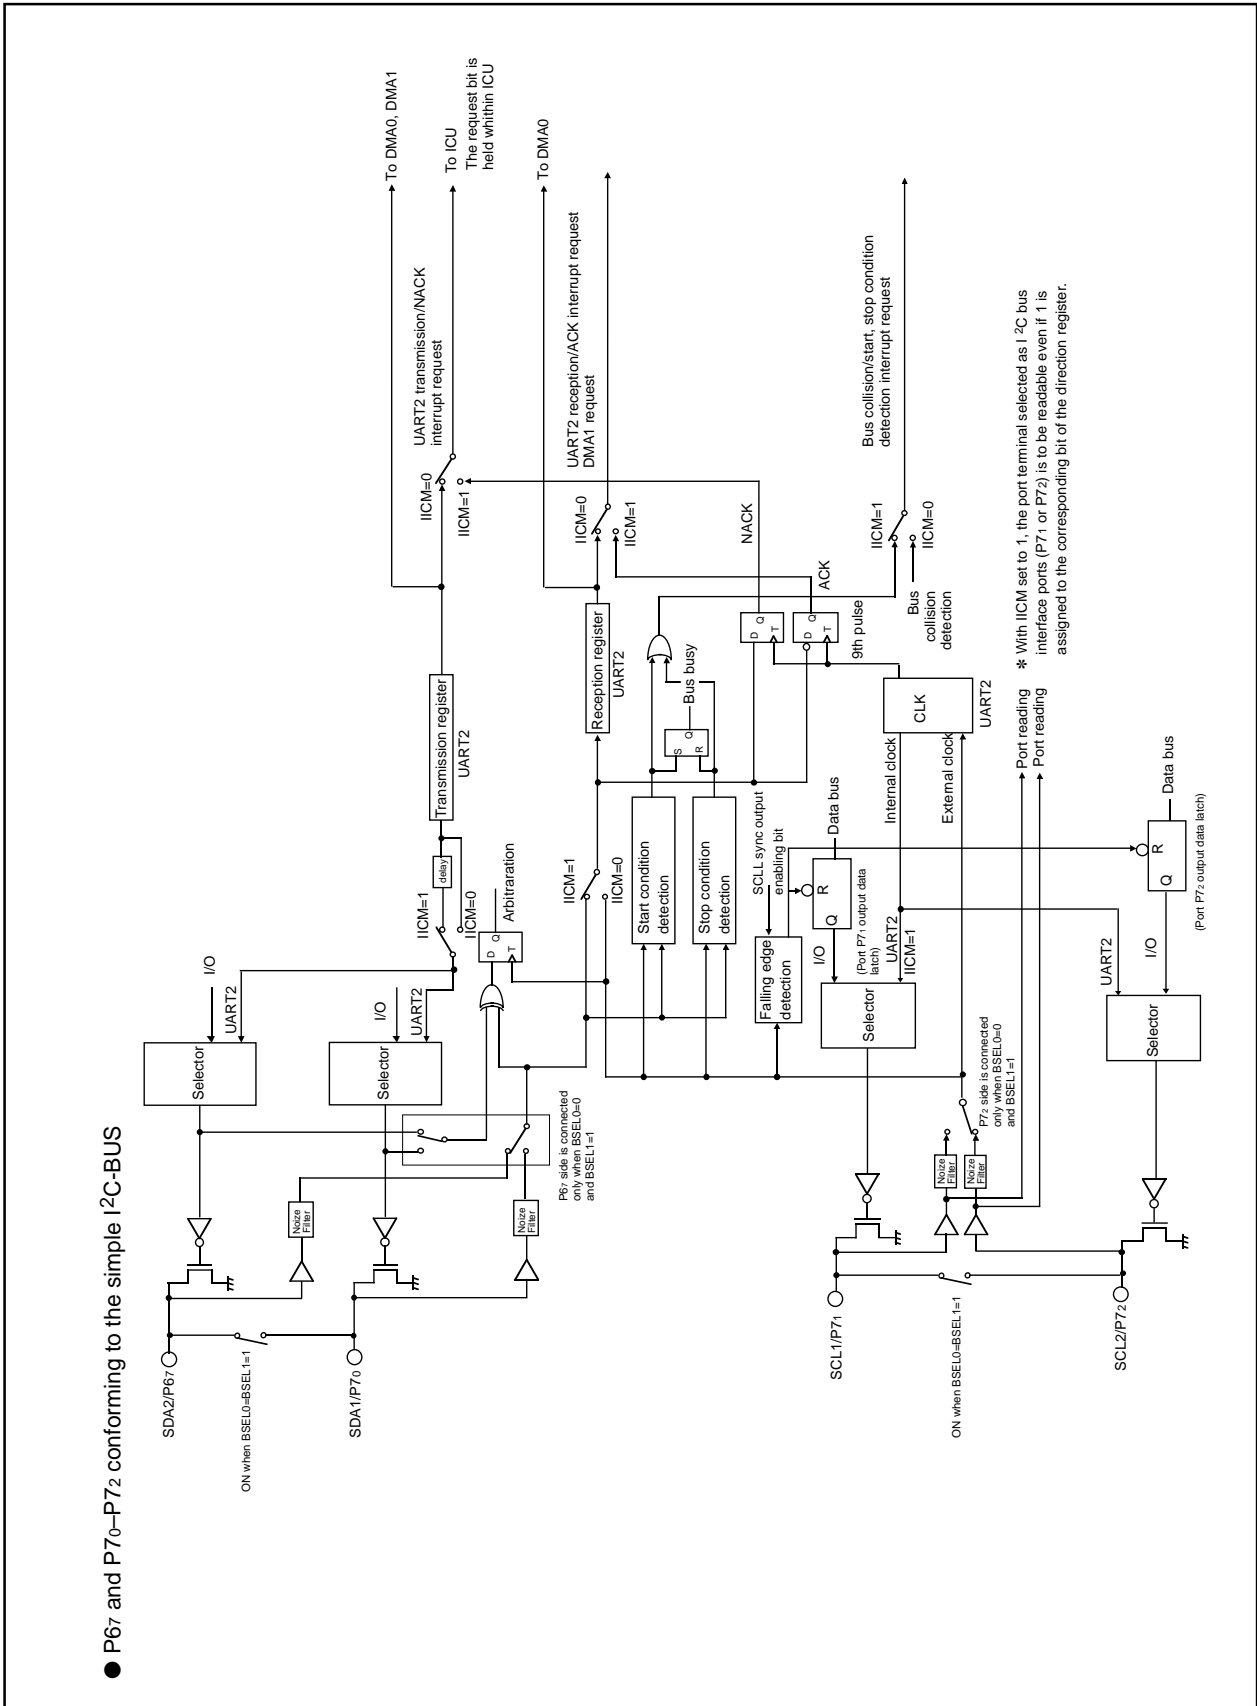 ● P67 and P70–P72 conforming to the simple I2C-BUS
SDA2/P67
ON when BSEL0=BSEL1=1
SDA1/P70
Noize
Filter
Noize
Filter
Selector
I/O
UART2
Selector
I/O
UART2
P67 side is connected
only when BSEL0=0
and BSEL1=1
IICM=1
IICM=0
delay
Transmission register
UART2
IICM=0
IICM=1
UART2 transmission/NACK
interrupt request
To DMA0, DMA1
To ICU
The request bit is
held whithin ICU
D
Q
T
Arbitraration
IICM=1
IICM=0
Reception register
UART2
IICM=0
IICM=1
UART2 reception/ACK interrupt request
DMA1 request
To DMA0
Start condition
detection
Stop condition
detection
S
R
Q
Bus busy
D
Q
T
NACK
D
Q
T
ACK
9th pulse
IICM=1
IICM=0
Bus
collision
detection
Bus collision/start, stop condition
detection interrupt request
Falling edge
detection
SCLL sync output
enabling bit
R
Q
Data bus
(Port P71 output data
latch)
I/O
UART2
IICM=1
Selector
Internal clock
External clock
CLK
UART2
SCL1/P71
ON when BSEL0=BSEL1=1
SCL2/P72
Noize
Filter
Noize
Filter
P72 side is connected
only when BSEL0=0
and BSEL1=1
Port reading
Port reading
* With IICM set to 1, the port terminal selected as I 2C bus
interface ports (P71 or P72) is to be readable even if 1 is
assigned to the corresponding bit of the direction register.
Selector
UART2
I/O
Q
R
Data bus
(Port P72 output data latch)